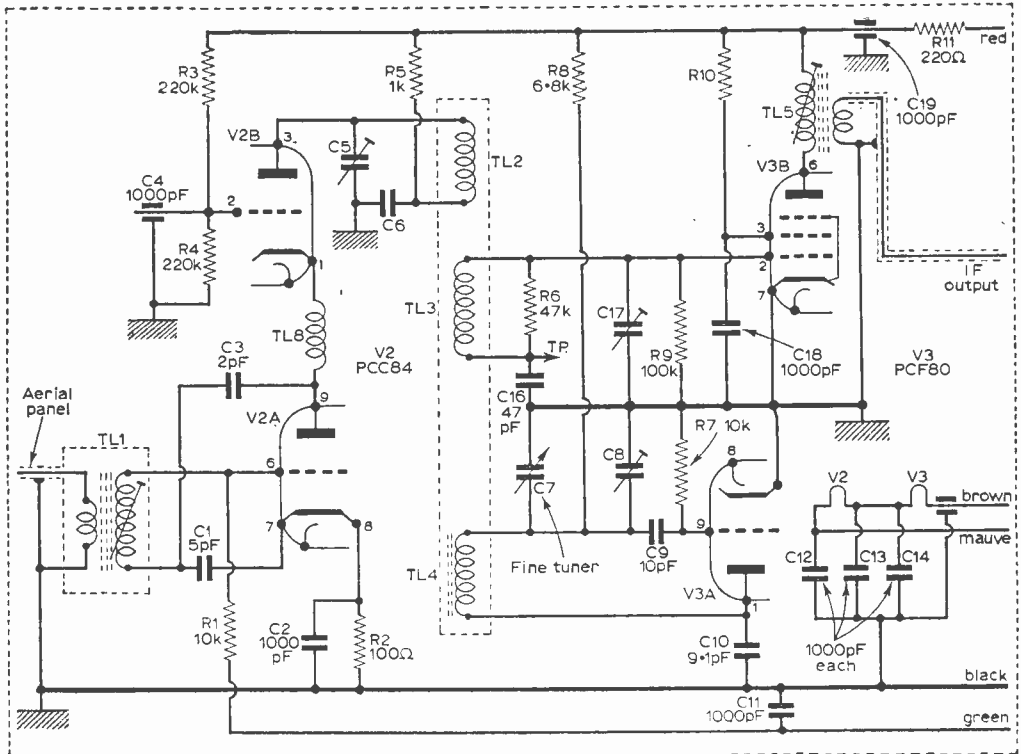 R3
220k
R5
1k
R8
6·8k
R10
R11
220Ω
red
C19
1000pF
TL5
V2B
3
C5
TL2
C6
C4
1000pF
2
R4
220k
1
V3B
6
3
2
7
IF
output
TL3
R6
47k
C17
TP
C16
47
pF
R9
100k
C18
1000pF
V3
PCF80
TL8
V2
PCC84
C3
2pF
9
V2A
Aerial
panel
TL1
6
7
8
C1
5pF
R7 10k
C7
C8
8
9
C9
10pF
Fine tuner
TL4
V3A
1
V2
V3
brown
mauve
C12
C13
C14
1000pF
each
R1
10k
C2
1000
pF
R2
100Ω
C10
9·1pF
black
C11
1000pF
green